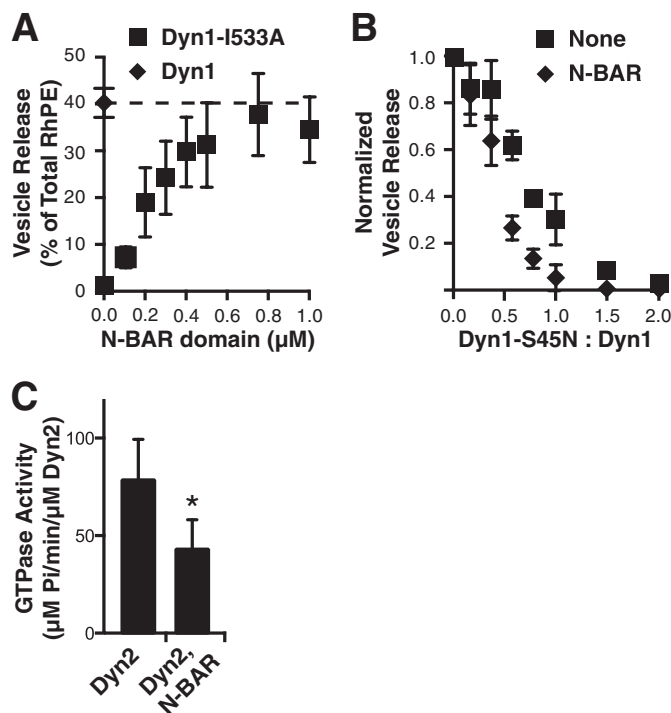 A
Dyn1-I533A
Dyn1
Vesicle Release
(% of Total RhPE)
50
40
30
20
10
0
0.0 0.2 0.4 0.6 0.8 1.0
N-BAR domain (µM)
B
None
N-BAR
Normalized
Vesicle Release
1.0
0.8
0.6
0.4
0.2
0.0 0.5 1.0 1.5 2.0
Dyn1-S45N : Dyn1
C
GTPase Activity
(µM Pi/min/µM Dyn2)
100
50
0
*
Dyn2
Dyn2,
N-BAR